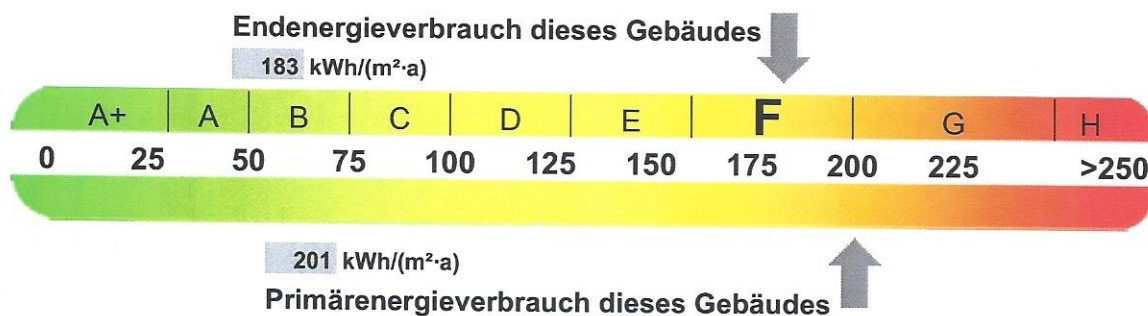 Endenergieverbrauch dieses Gebäudes
183 kWh/(m²·a)
A+ A B C D E F G H
0 25 50 75 100 125 150 175 200 225 >250
201 kWh/(m²·a)
Primärenergieverbrauch dieses Gebäudes